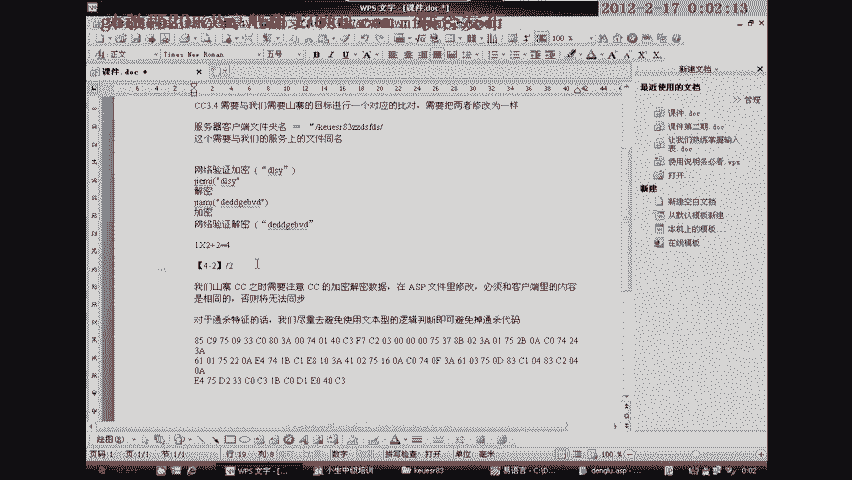 WPS 文字 - [课件.doc *]
2012-2-17 0:02:13
正文
Times New Roman
五号
100 %
课件.doc *
新建文档
CC3.4 需要与我们需要山寨的目标进行一个对应的比对，需要把两者修改为一样
服务器客户端文件夹名 = “/keuesr83zzdsfds/
这个需要与我们的服务上的文件同名
网络验证加密（“disy”）
jiemi("disy"
解密
jiami("deddgebvd")
加密
网络验证解密（“deddgebvd”
1X2+2=4
【4-2】/2
我们山寨 CC 之时需要注意 CC 的加密解密数据，在 ASP 文件里修改，必须和客户端里的内容
是相同的，否则将无法同步
对于通杀特征的话，我们尽量去避免使用文本型的逻辑判断即可避免掉通杀代码
85 C9 75 09 33 C0 80 3A 00 74 01 40 C3 F7 C2 03 00 00 00 75 37 8B 02 3A 01 75 2B 0A C0 74 24
3A
61 01 75 22 0A E4 74 1B C1 E8 10 3A 41 02 75 16 0A C0 74 0F 3A 61 03 75 0D 83 C1 04 83 C2 04
0A
E4 75 D2 33 C0 C3 1B C0 D1 E0 40 C3
最近使用的文档
>> 管理
课件.doc
课件第二期.doc
让我们熟练掌握输入
表.doc
使用说明务必看.wps
打开...
新建
新建空白文档
从默认模板新建
本机上的模板...
在线模板
绘图(R)
页码:1 页:1/1 节:1/1 行:19 列:8 数字 拼写检查: 打开 单位: 毫米 100 %
WPS 文字 - [...
小生中级培训
keuesr83
易语言 - C:\D...
denglu.asp - ...
0:02